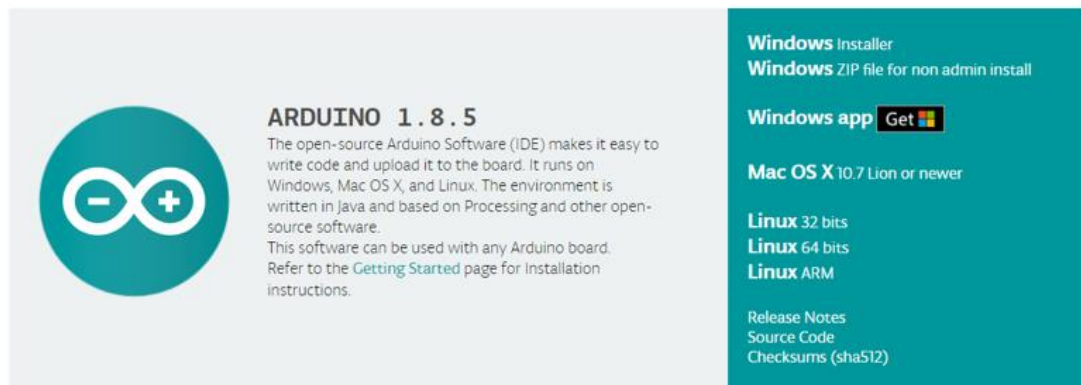 ARDUINO 1.8.5
The open-source Arduino Software (IDE) makes it easy to
write code and upload it to the board. It runs on
Windows, Mac OS X, and Linux. The environment is
written in Java and based on Processing and other open-
source software.
This software can be used with any Arduino board.
Refer to the Getting Started page for Installation
instructions.
Windows Installer
Windows ZIP file for non admin install
Windows app Get
Mac OS X 10.7 Lion or newer
Linux 32 bits
Linux 64 bits
Linux ARM
Release Notes
Source Code
Checksums (sha512)